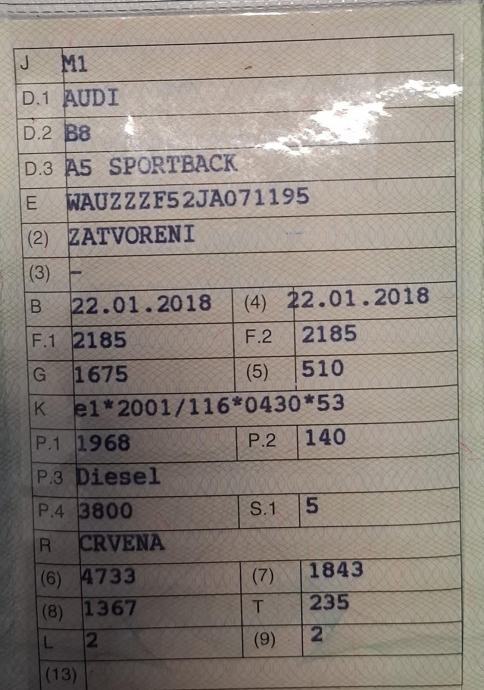 J M1
D.1 AUDI
D.2 B8
D.3 A5 SPORTBACK
E WAUZZZF52JA071195
(2) ZATVORENI
(3) –
B 22.01.2018 (4) 22.01.2018
F.1 2185 F.2 2185
G 1675 (5) 510
K e1*2001/116*0430*53
P.1 1968 P.2 140
P.3 Diesel
P.4 3800 S.1 5
R CRVENA
(6) 4733 (7) 1843
(8) 1367 T 235
L 2 (9) 2
(13)